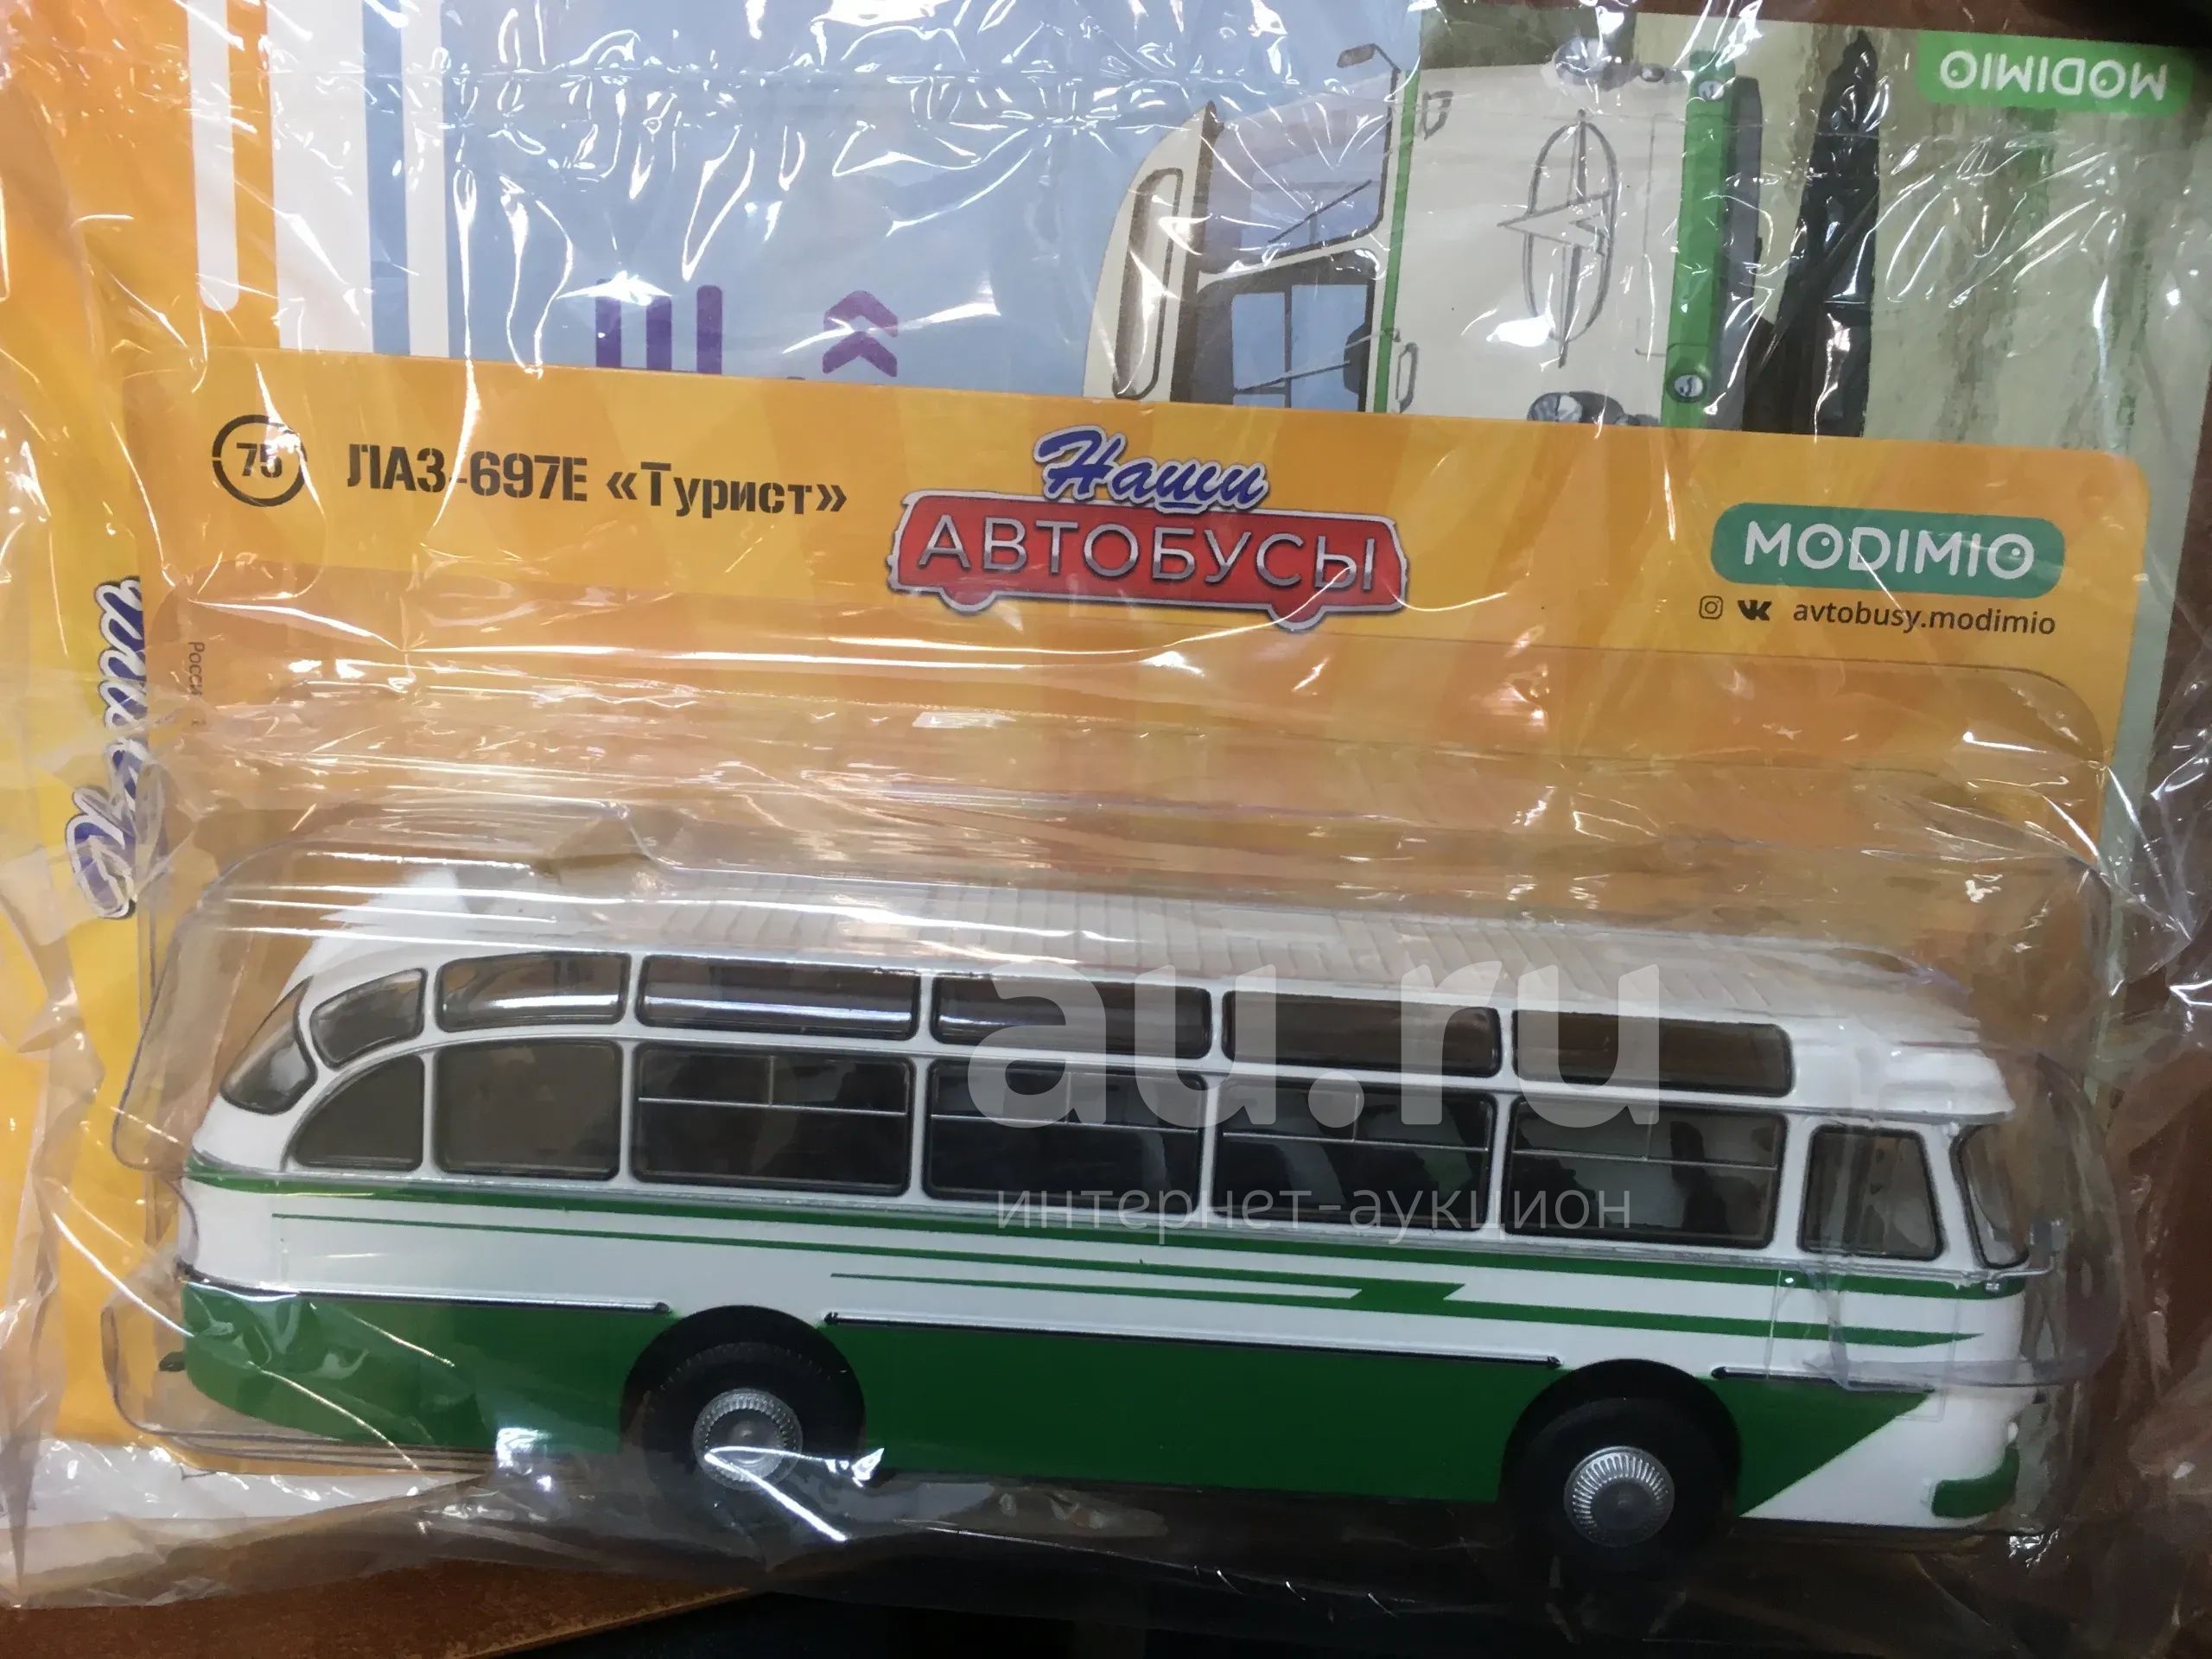 MODIMIO
75 ЛАЗ-697Е «Турист»
Наши
АВТОБУСЫ
MODIMIO
avtobusy.modimio
au.ru
интернет-аукцион